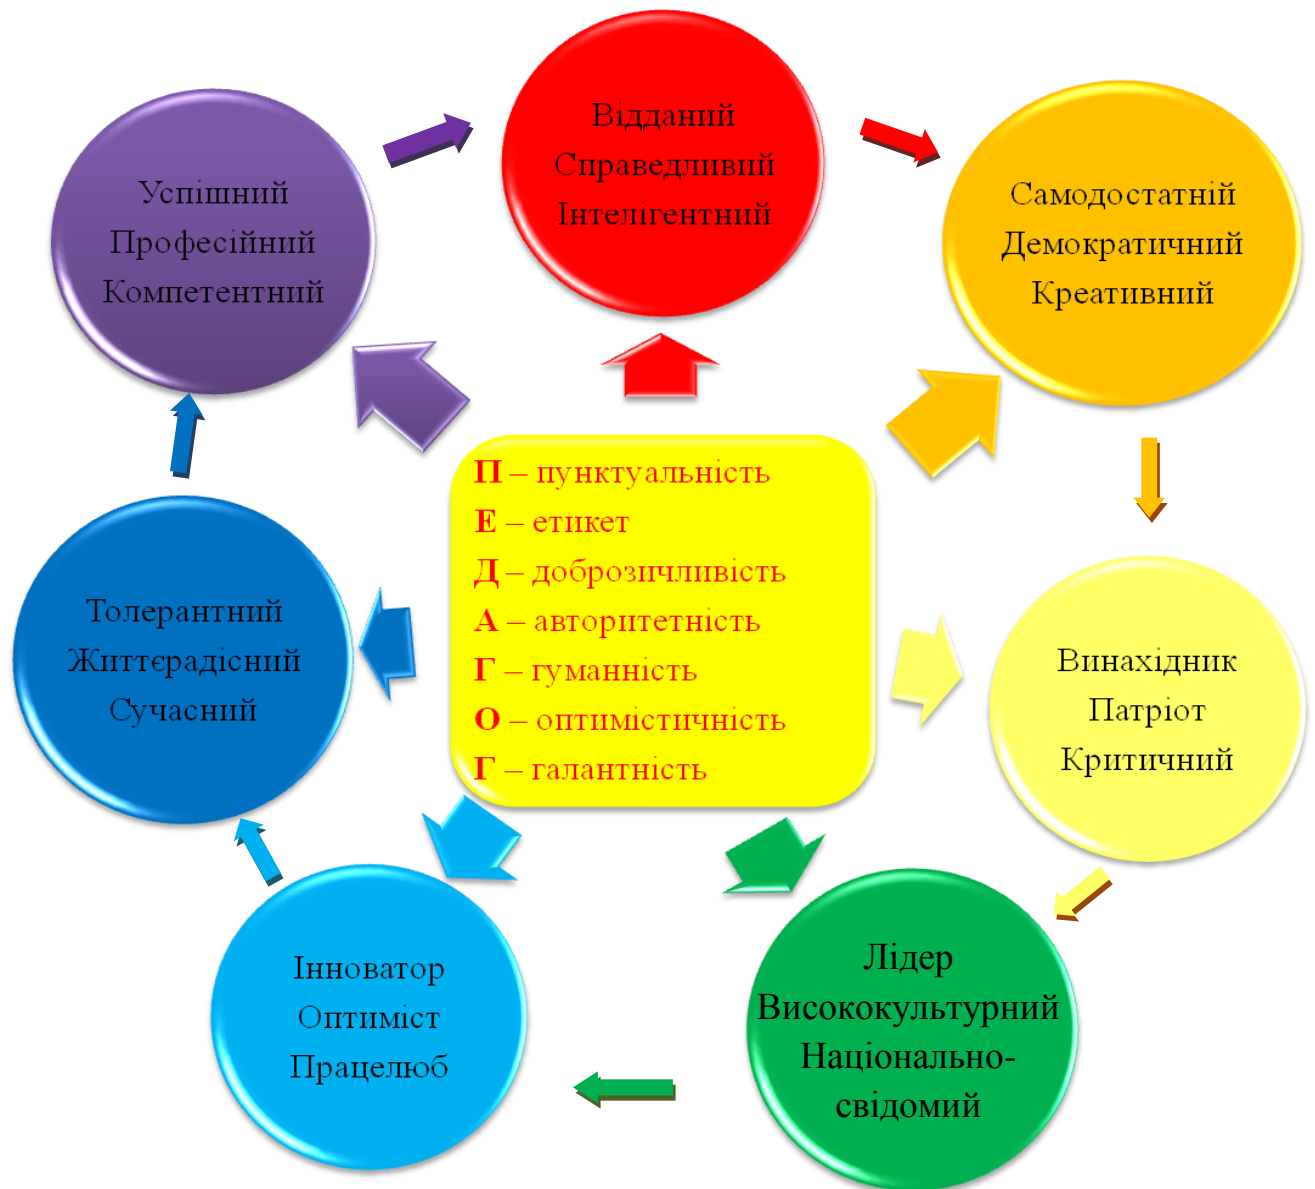 Відданий
Справедливий
Інтелігентний
Самодостатній
Демократичний
Креативний
Винахідник
Патріот
Критичний
Лідер
Висококультурний
Національно-
свідомий
Інноватор
Оптиміст
Працелюб
Толерантний
Життєрадісний
Сучасний
Успішний
Професійний
Компетентний
П – пунктуальність
Е – етикет
Д – доброзичливість
А – авторитетність
Г – гуманність
О – оптимістичність
Г – галантність